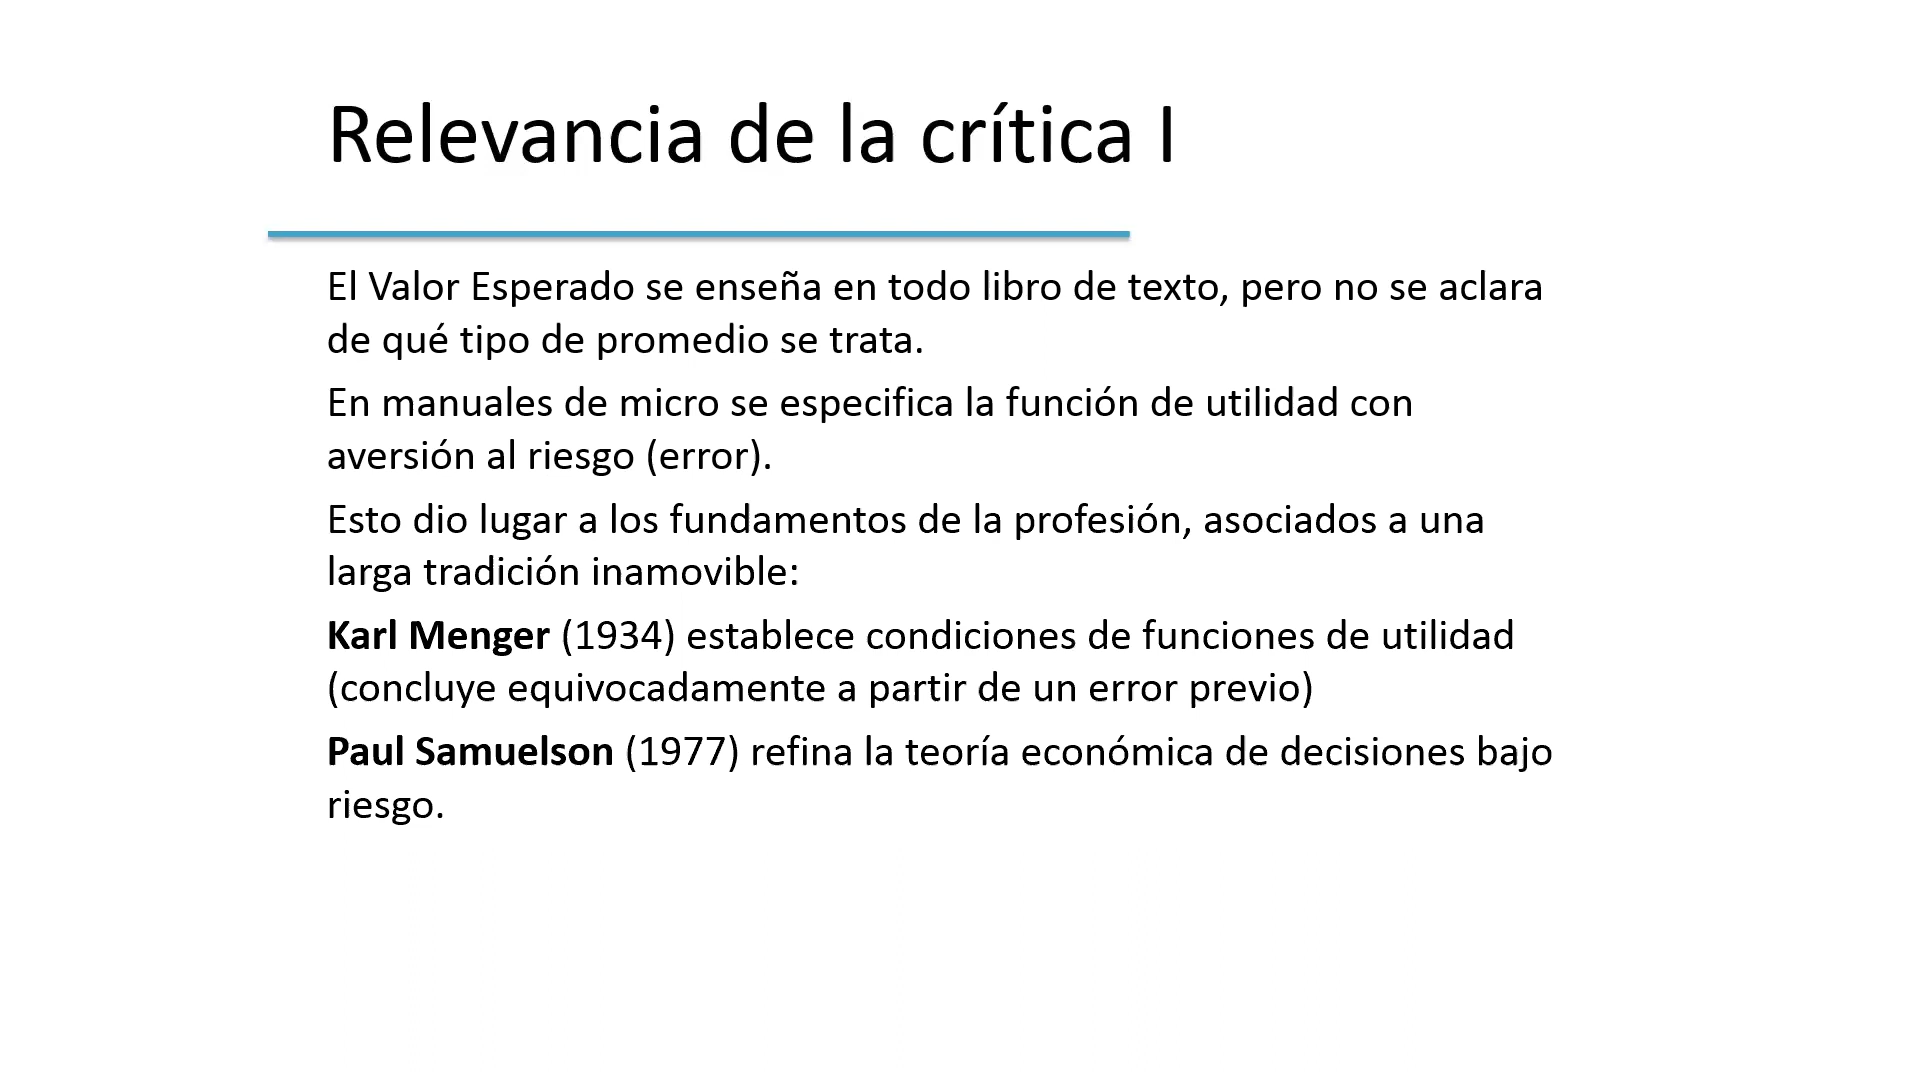 Relevancia de la crítica I
El Valor Esperado se enseña en todo libro de texto, pero no se aclara
de qué tipo de promedio se trata.
En manuales de micro se especifica la función de utilidad con
aversión al riesgo (error).
Esto dio lugar a los fundamentos de la profesión, asociados a una
larga tradición inamovible:
Karl Menger (1934) establece condiciones de funciones de utilidad
(concluye equivocadamente a partir de un error previo)
Paul Samuelson (1977) refina la teoría económica de decisiones bajo
riesgo.